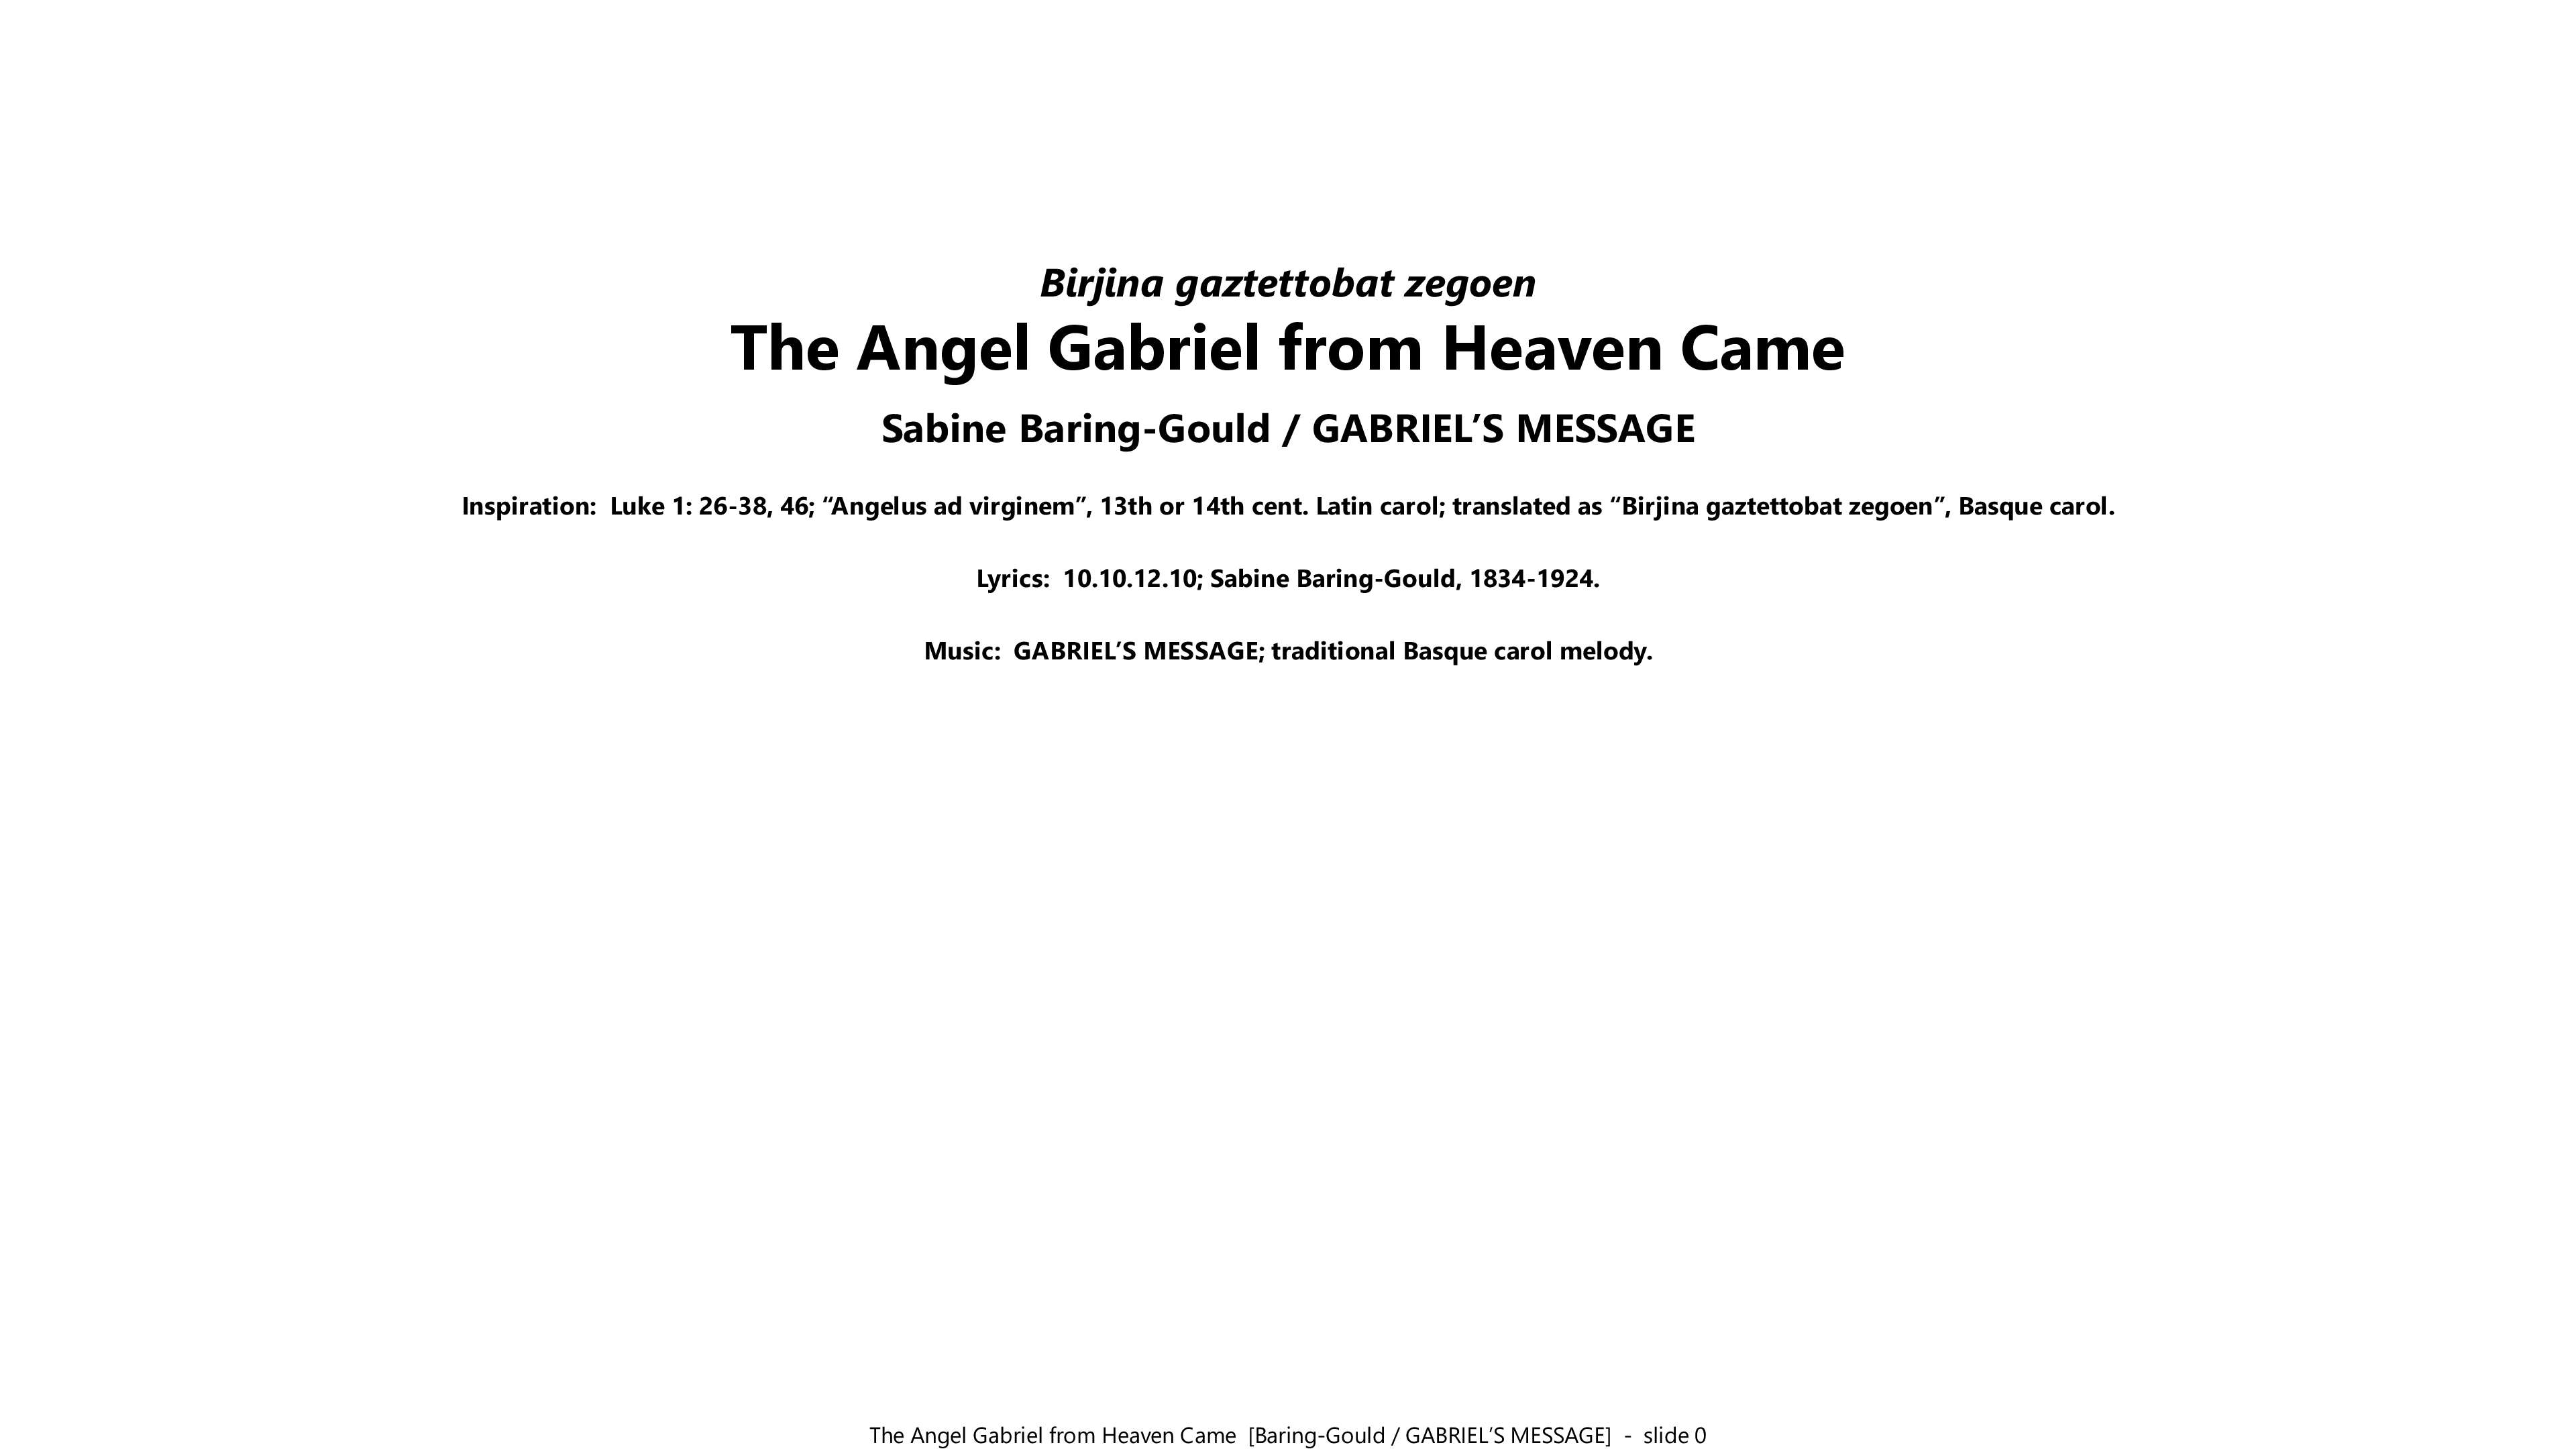 Birjina gaztettobat zegoen
The Angel Gabriel from Heaven Came
Sabine Baring-Gould / GABRIEL’S MESSAGE
Inspiration:  Luke 1: 26-38, 46; “Angelus ad virginem”, 13th or 14th cent. Latin carol; translated as “Birjina gaztettobat zegoen”, Basque carol.
Lyrics:  10.10.12.10; Sabine Baring-Gould, 1834-1924.
Music:  GABRIEL’S MESSAGE; traditional Basque carol melody.
The Angel Gabriel from Heaven Came  [Baring-Gould / GABRIEL’S MESSAGE]  -  slide 0